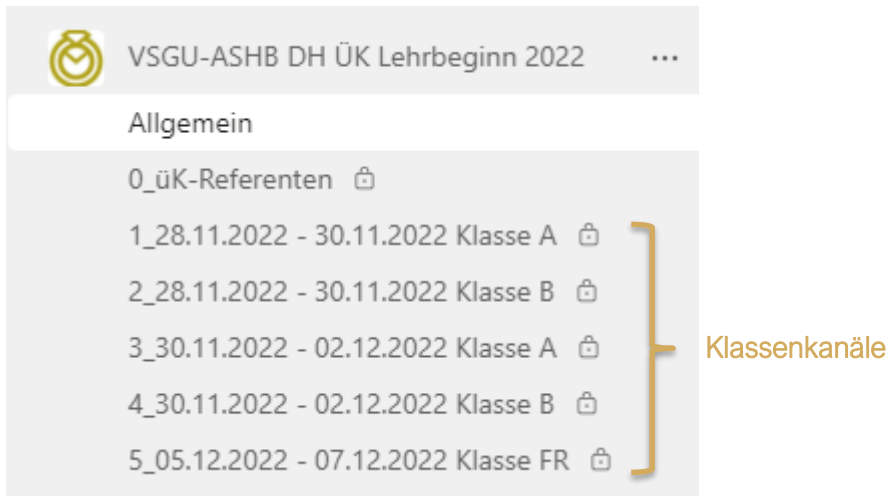 VSGU-ASHB DH ÜK Lehrbeginn 2022 ...
Allgemein
0_üK-Referenten
1_28.11.2022 - 30.11.2022 Klasse A
2_28.11.2022 - 30.11.2022 Klasse B
3_30.11.2022 - 02.12.2022 Klasse A
Klassenkanäle
4_30.11.2022 - 02.12.2022 Klasse B
5_05.12.2022 - 07.12.2022 Klasse FR